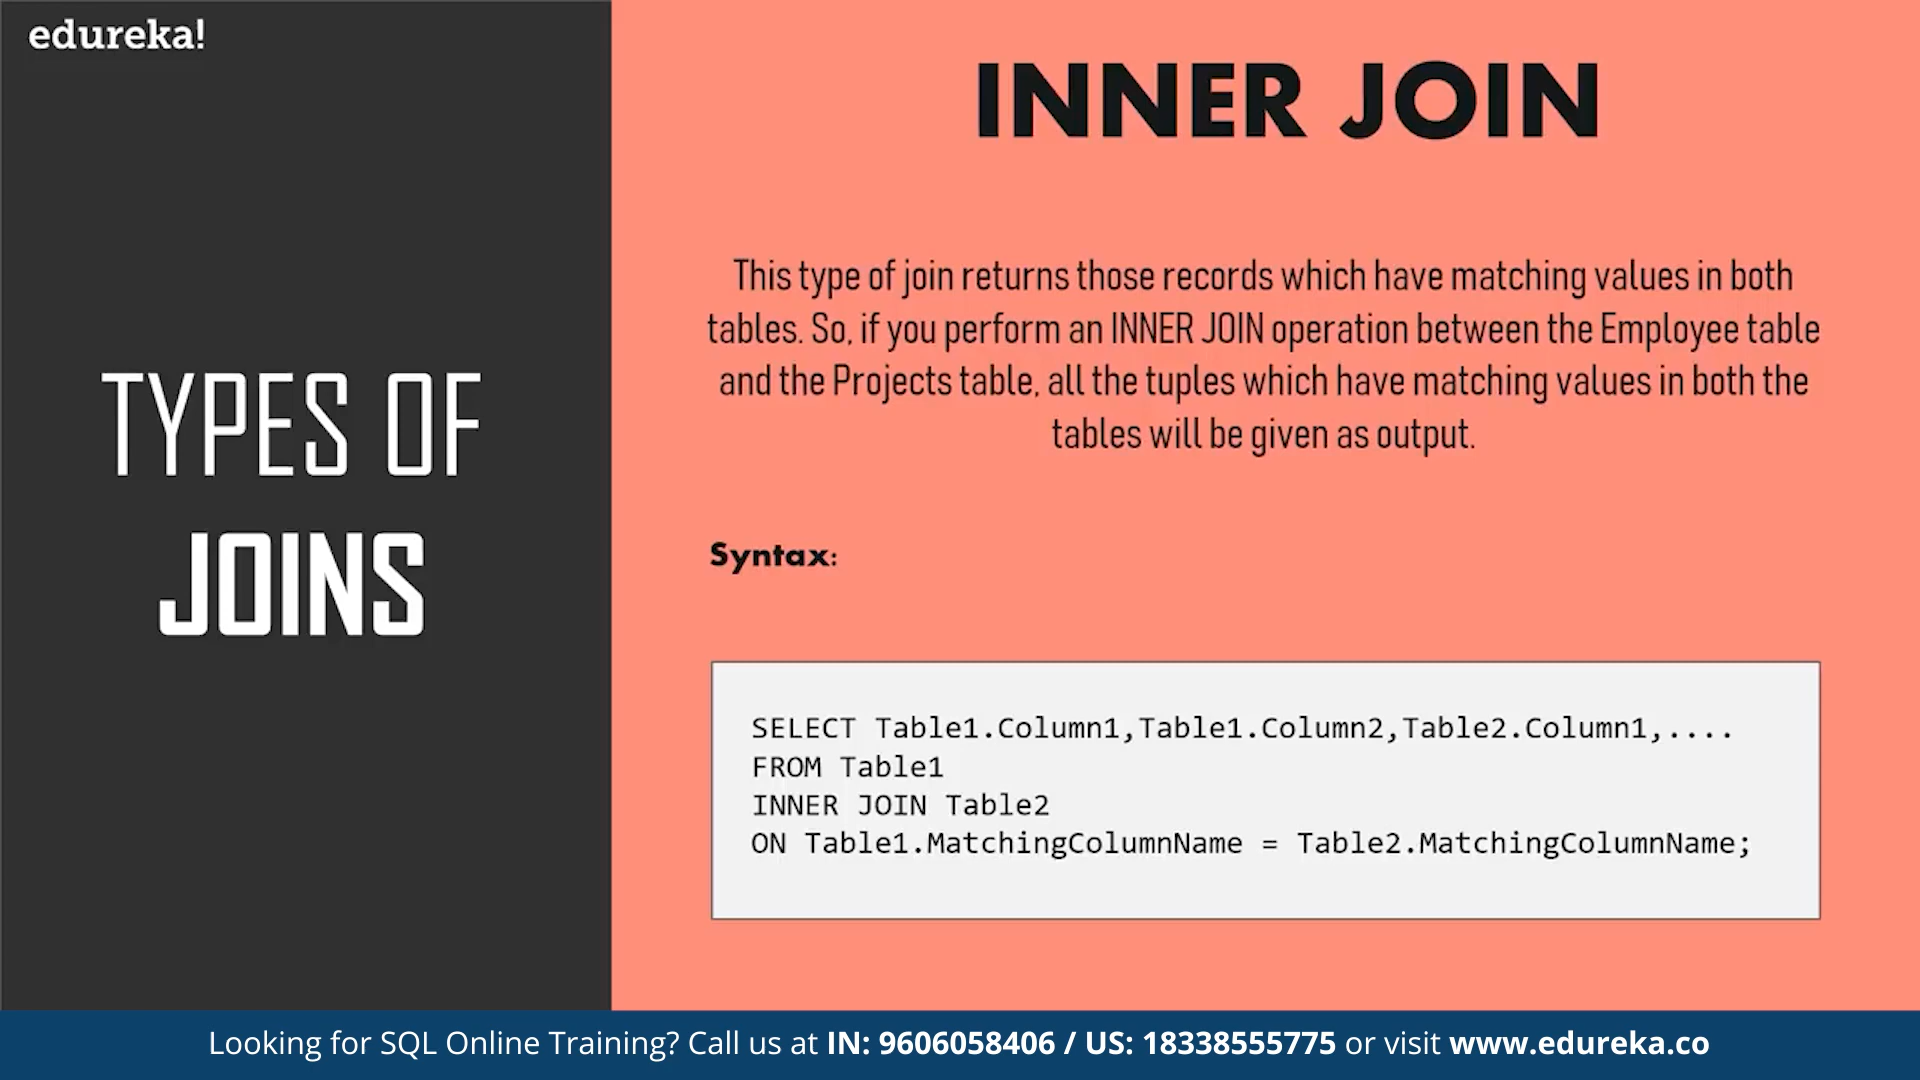 edureka!
TYPES OF
JOINS
INNER JOIN
This type of join returns those records which have matching values in both
tables. So, if you perform an INNER JOIN operation between the Employee table
and the Projects table, all the tuples which have matching values in both the
tables will be given as output.
Syntax:
SELECT Table1.Column1,Table1.Column2,Table2.Column1,....
FROM Table1
INNER JOIN Table2
ON Table1.MatchingColumnName = Table2.MatchingColumnName;
Looking for SQL Online Training? Call us at IN: 9606058406 / US: 18338555775 or visit www.edureka.co